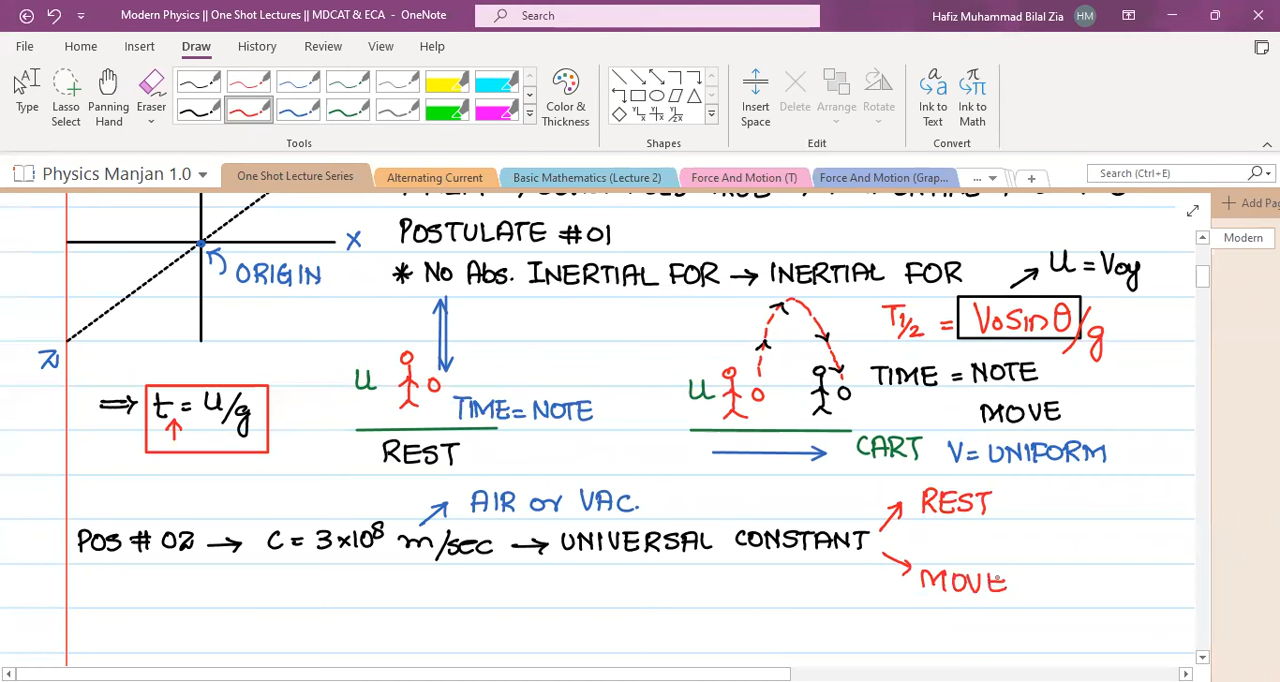 Modern Physics || One Shot Lectures || MDCAT & ECA - OneNote
Search
Hafiz Muhammad Bilal Zia
HM
File Home Insert Draw History Review View Help
Type
Lasso Select
Panning Hand
Eraser
Color & Thickness
Insert Space
Delete
Arrange
Rotate
Ink to Text
Ink to Math
Tools
Shapes
Edit
Convert
Physics Manjan 1.0
One Shot Lecture Series
Alternating Current
Basic Mathematics (Lecture 2)
Force And Motion (T)
Force And Motion (Grap...
...
Search (Ctrl+E)
Add Pag
Modern
POSTULATE #01
X
ORIGIN
* No Abs. INERTIAL FOR → INERTIAL FOR
U = Voy
T1/2 = VoSinθ/g
Z
⇒ t = U/g
U
TIME = NOTE
REST
U
TIME = NOTE
MOVE
CART
V = UNIFORM
AIR or VAC.
REST
POS # 02 → C = 3×10⁸ m/sec → UNIVERSAL CONSTANT
MOVE